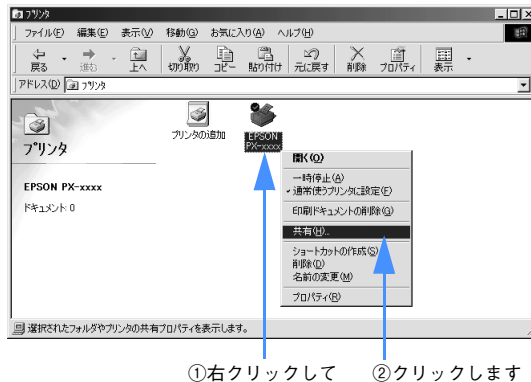 プリンタ
ファイル(F) 編集(E) 表示(V) 移動(G) お気に入り(A) ヘルプ(H)
戻る 進む 上へ 切り取り コピー 貼り付け 元に戻す 削除 プロパティ 表示
アドレス(D) プリンタ
プリンタ
EPSON PX-xxxx
ドキュメント: 0
プリンタの追加
EPSON
PX-xxxx
開く(O)
一時停止(A)
通常使うプリンタに設定(F)
印刷ドキュメントの削除(G)
共有(H)...
ショートカットの作成(S)
削除(D)
名前の変更(M)
プロパティ(R)
選択されたフォルダやプリンタの共有プロパティを表示します。
①右クリックして ②クリックします